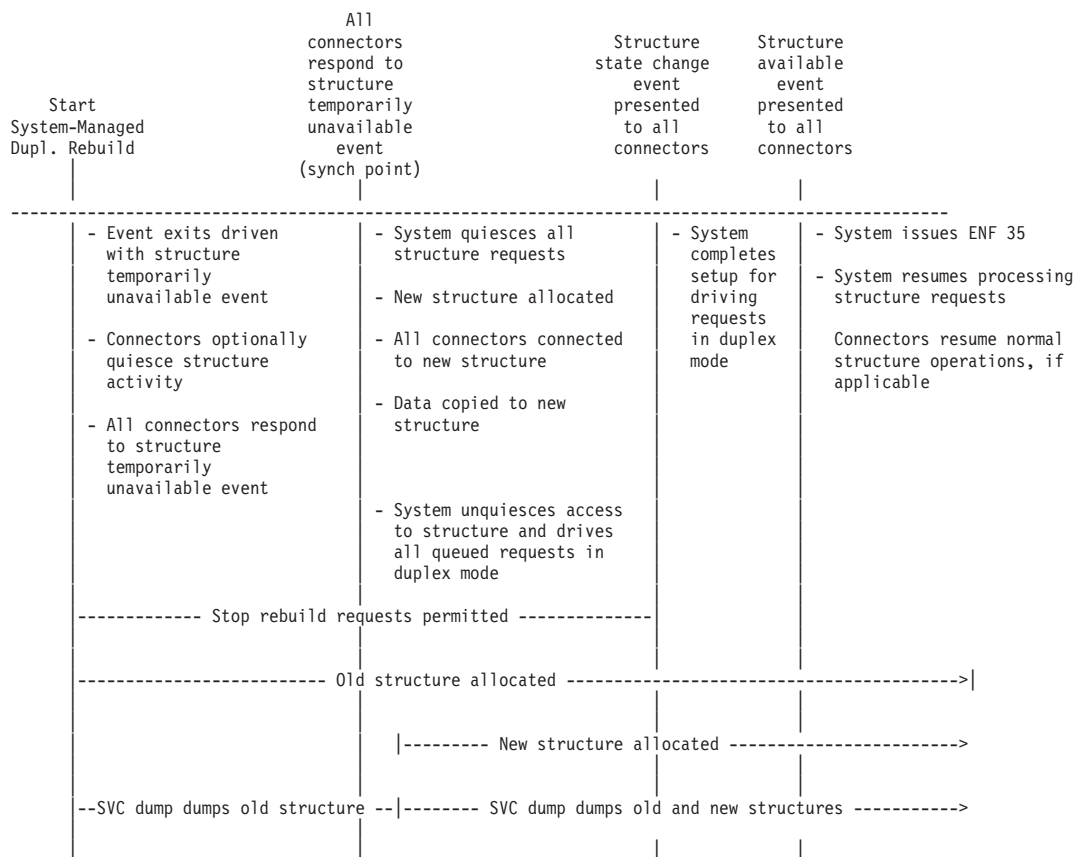 All
connectors
respond to
structure
temporarily
unavailable
event
(synch point)
Structure
state change
event
presented
to all
connectors
Structure
available
event
presented
to all
connectors
Start
System-Managed
Dupl. Rebuild
- Event exits driven
with structure
temporarily
unavailable event
- Connectors optionally
quiesce structure
activity
- All connectors respond
to structure
temporarily
unavailable event
- System quiesces all
structure requests
- New structure allocated
- All connectors connected
to new structure
- Data copied to new
structure
- System unquiesces access
to structure and drives
all queued requests in
duplex mode
- System
completes
setup for
driving
requests
in duplex
mode
- System issues ENF 35
- System resumes processing
structure requests
Connectors resume normal
structure operations, if
applicable
Stop rebuild requests permitted
Old structure allocated
New structure allocated
SVC dump dumps old structure
SVC dump dumps old and new structures